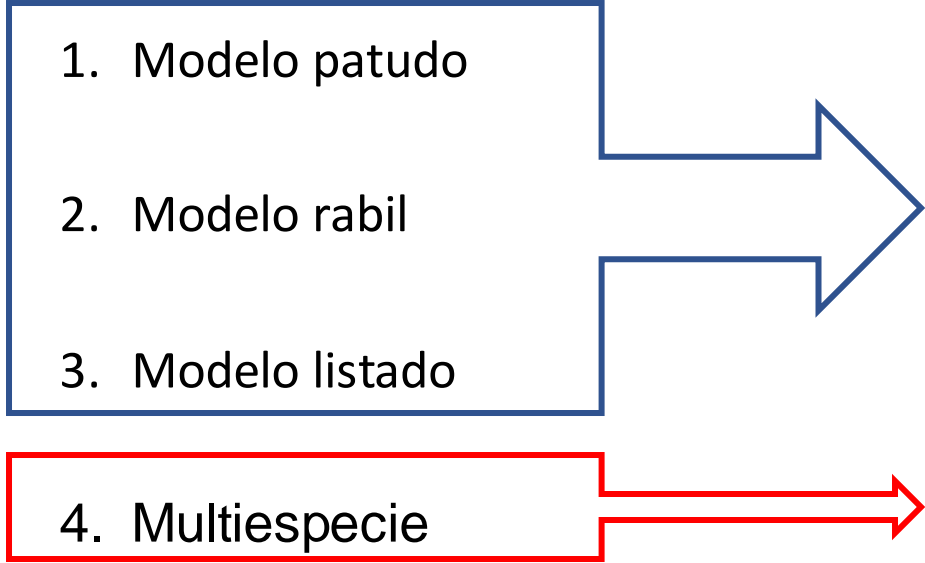 1. Modelo patudo
2. Modelo rabil
3. Modelo listado
4. Multiespecie